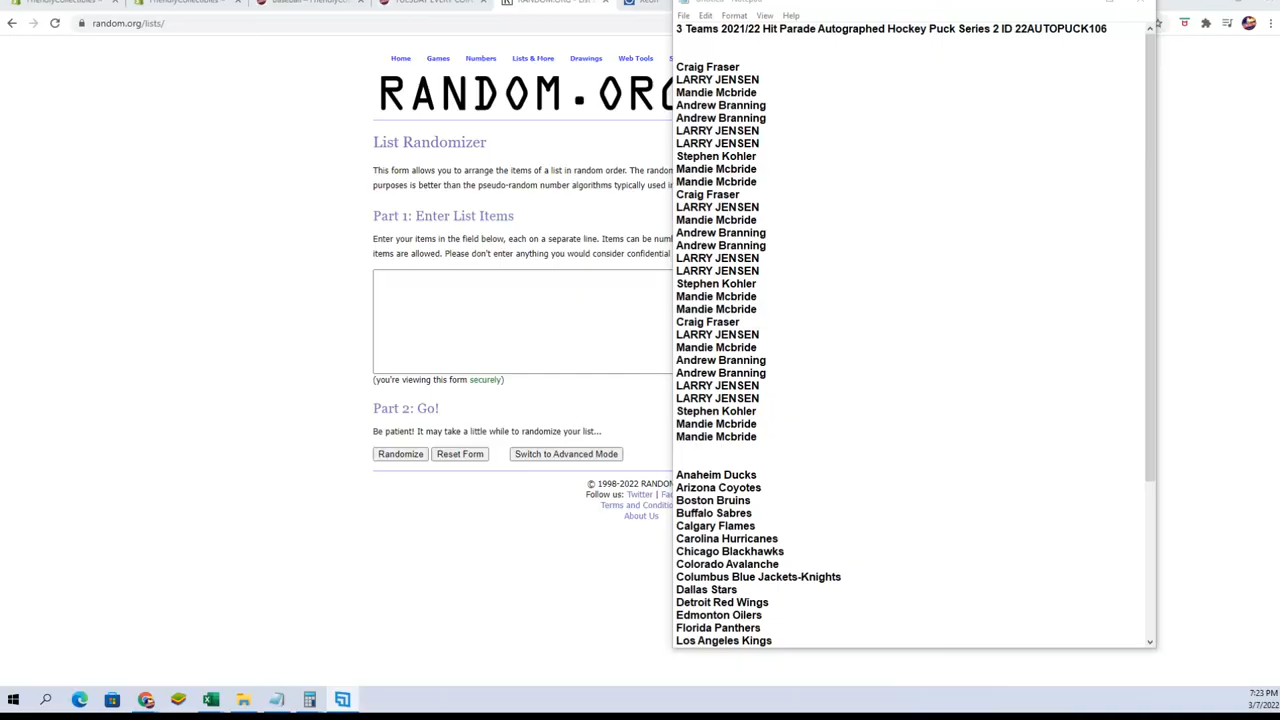 random.org/lists/
File Edit Format View Help
3 Teams 2021/22 Hit Parade Autographed Hockey Puck Series 2 ID 22AUTOPUCK106
Home Games Numbers Lists & More Drawings Web Tools
RANDOM.ORG
List Randomizer
This form allows you to arrange the items of a list in random order. The
purposes is better than the pseudo-random number algorithms typically used
Part 1: Enter List Items
Enter your items in the field below, each on a separate line. Items can be
items are allowed. Please don't enter anything you would consider confidential
(you're viewing this form securely)
Part 2: Go!
Be patient! It may take a little while to randomize your list...
Randomize Reset Form Switch to Advanced Mode
© 1998-2022
Follow us: Twitter |
Terms and
About Us
Craig Fraser
LARRY JENSEN
Mandie Mcbride
Andrew Branning
Andrew Branning
LARRY JENSEN
LARRY JENSEN
Stephen Kohler
Mandie Mcbride
Mandie Mcbride
Craig Fraser
LARRY JENSEN
Mandie Mcbride
Andrew Branning
Andrew Branning
LARRY JENSEN
LARRY JENSEN
Stephen Kohler
Mandie Mcbride
Mandie Mcbride
Craig Fraser
LARRY JENSEN
Mandie Mcbride
Andrew Branning
Andrew Branning
LARRY JENSEN
LARRY JENSEN
Stephen Kohler
Mandie Mcbride
Mandie Mcbride
Anaheim Ducks
Arizona Coyotes
Boston Bruins
Buffalo Sabres
Calgary Flames
Carolina Hurricanes
Chicago Blackhawks
Colorado Avalanche
Columbus Blue Jackets-Knights
Dallas Stars
Detroit Red Wings
Edmonton Oilers
Florida Panthers
Los Angeles Kings
7:23 PM
3/7/2022